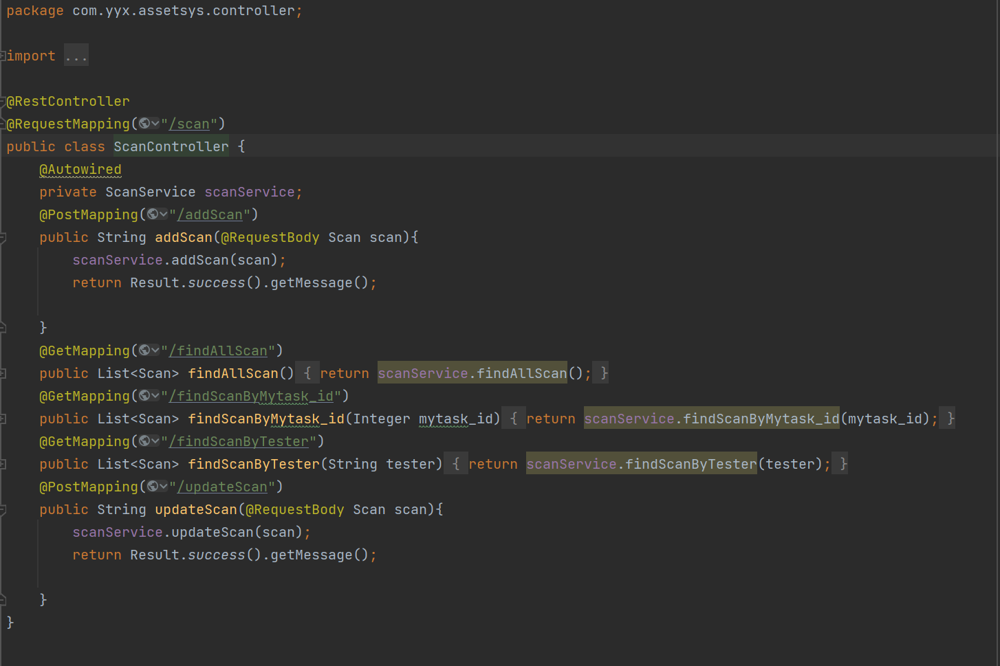 package com.yyx.assetsys.controller;
import ...
@RestController
@RequestMapping("/scan")
public class ScanController {
@Autowired
private ScanService scanService;
@PostMapping("/addScan")
public String addScan(@RequestBody Scan scan){
scanService.addScan(scan);
return Result.success().getMessage();
}
@GetMapping("/findAllScan")
public List<Scan> findAllScan() { return scanService.findAllScan(); }
@GetMapping("/findScanByMytask_id")
public List<Scan> findScanByMytask_id(Integer mytask_id) { return scanService.findScanByMytask_id(mytask_id); }
@GetMapping("/findScanByTester")
public List<Scan> findScanByTester(String tester) { return scanService.findScanByTester(tester); }
@PostMapping("/updateScan")
public String updateScan(@RequestBody Scan scan){
scanService.updateScan(scan);
return Result.success().getMessage();
}
}